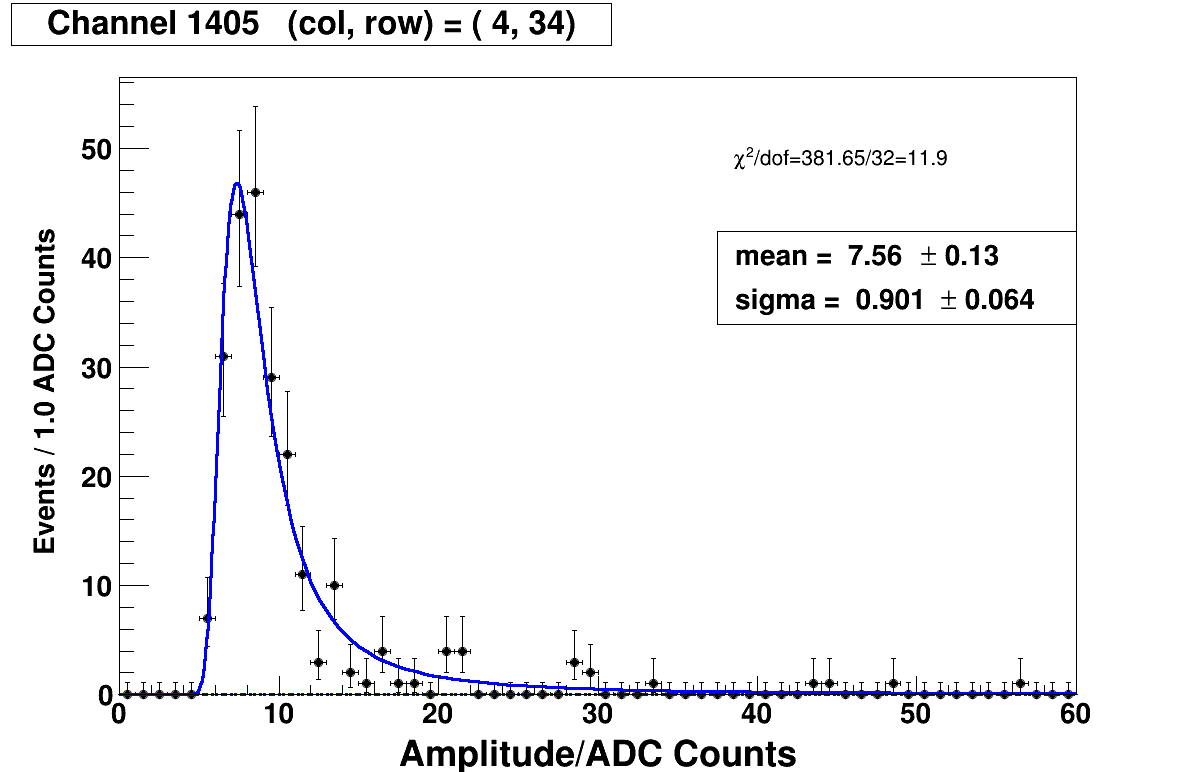 Channel 1405 (col, row) = ( 4, 34)
χ²/dof=381.65/32=11.9
mean = 7.56 ± 0.13
sigma = 0.901 ± 0.064
Events / 1.0 ADC Counts
50
40
30
20
10
0
0 10 20 30 40 50 60
Amplitude/ADC Counts